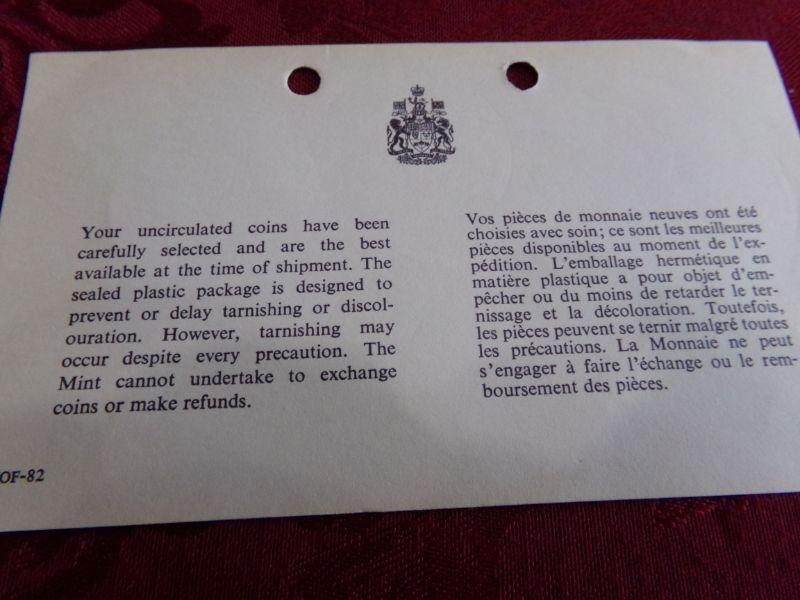 Your uncirculated coins have been
carefully selected and are the best
available at the time of shipment. The
sealed plastic package is designed to
prevent or delay tarnishing or discol-
ouration. However, tarnishing may
occur despite every precaution. The
Mint cannot undertake to exchange
coins or make refunds.
Vos pièces de monnaie neuves ont été
choisies avec soin; ce sont les meilleures
pièces disponibles au moment de l'ex-
pédition. L'emballage hermétique en
matière plastique a pour objet d'em-
pêcher ou du moins de retarder le ter-
nissage et la décoloration. Toutefois,
les pièces peuvent se ternir malgré toutes
les précautions. La Monnaie ne peut
s'engager à faire l'échange ou le rem-
boursement des pièces.
OF-82